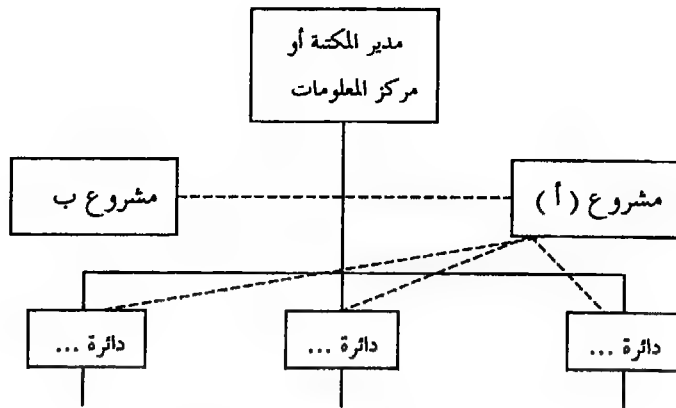 مدير المكتبة أو
مركز المعلومات
مشروع (أ)
مشروع ب
دائرة ...
دائرة ...
دائرة ...